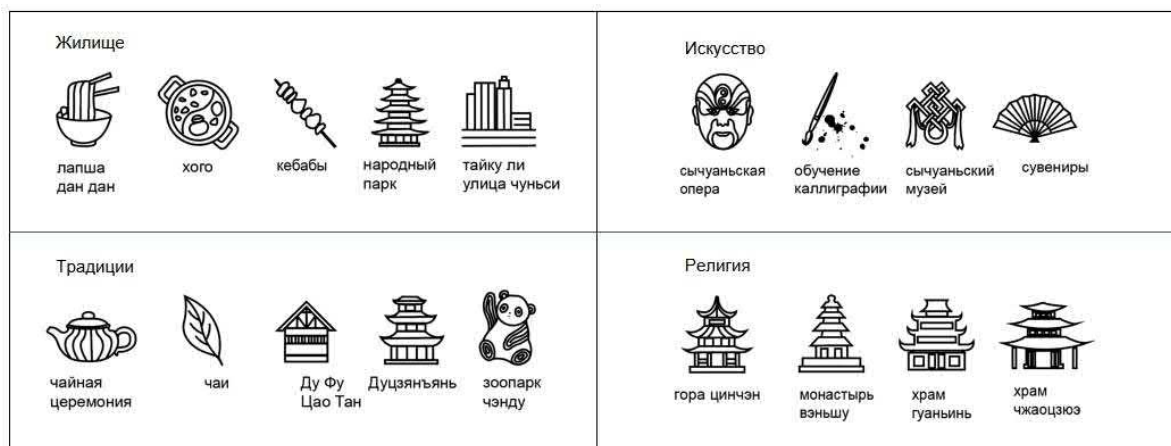 Жилище
лапша
дан дан
хого
кебабы
народный
парк
тайку ли
улица чуньси
Искусство
сычуаньская
опера
обучение
каллиграфии
сычуаньский
музей
сувениры
Традиции
чайная
церемония
чаи
Ду Фу
Цао Тан
Дуцзянъянь
зоопарк
чэнду
Религия
гора цинчэн
монастырь
вэньшу
храм
гуаньинь
храм
чжаоцзюэ